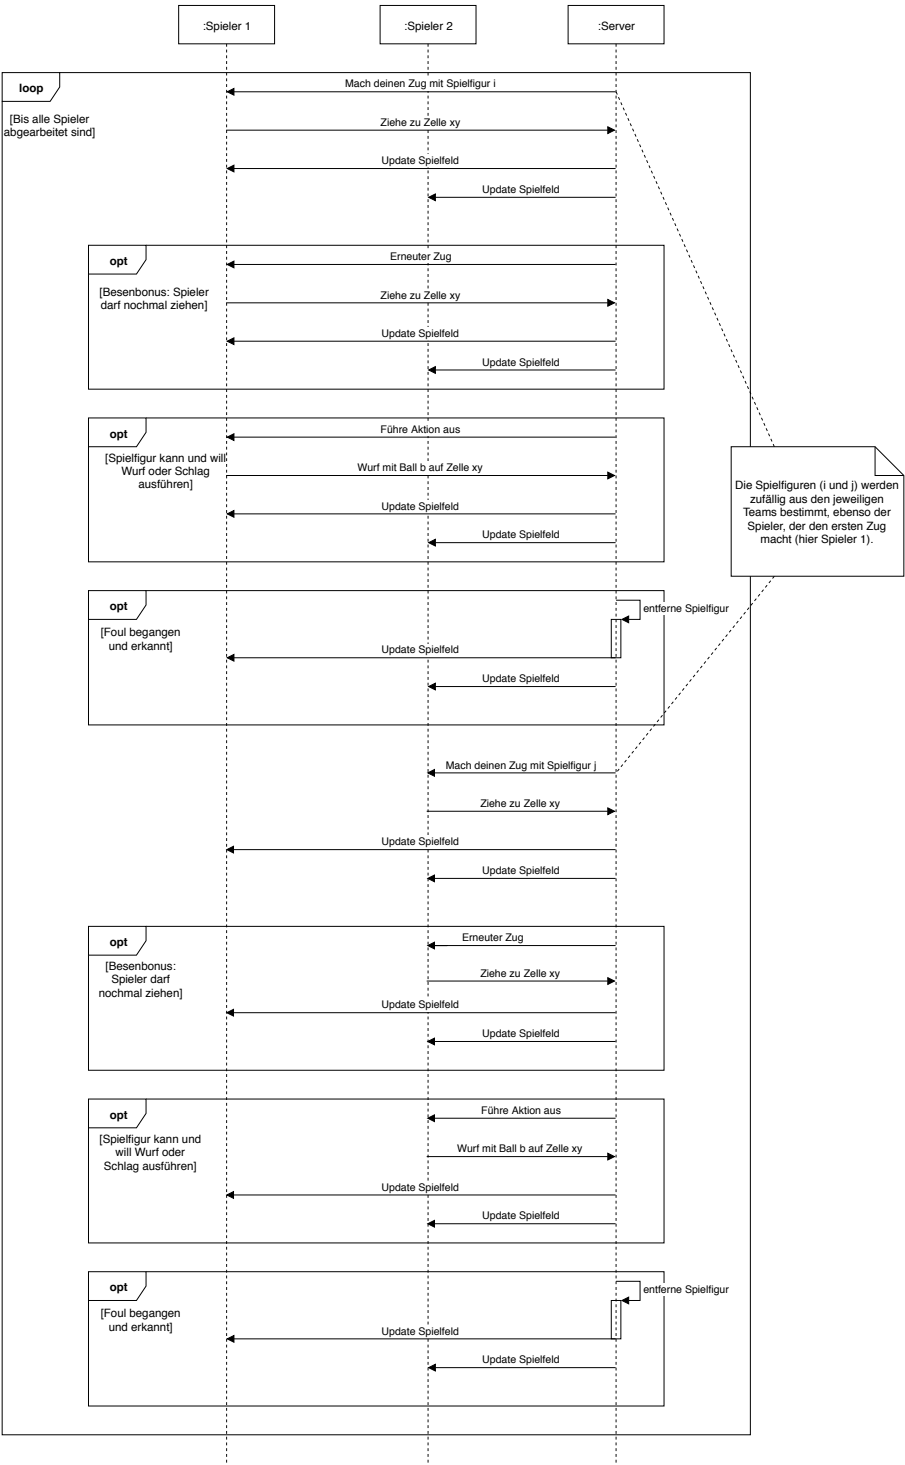 :Spieler 1
:Spieler 2
:Server
loop
Mach deinen Zug mit Spielfigur i
[Bis alle Spieler
abgearbeitet sind]
Ziehe zu Zelle xy
Update Spielfeld
Update Spielfeld
opt
Erneuter Zug
[Besenbonus: Spieler
darf nochmal ziehen]
Ziehe zu Zelle xy
Update Spielfeld
Update Spielfeld
opt
Führe Aktion aus
[Spielfigur kann und will
Wurf oder Schlag
ausführen]
Wurf mit Ball b auf Zelle xy
Update Spielfeld
Update Spielfeld
Die Spielfiguren (i und j) werden
zufällig aus den jeweiligen
Teams bestimmt, ebenso der
Spieler, der den ersten Zug
macht (hier Spieler 1).
opt
entferne Spielfigur
[Foul begangen
und erkannt]
Update Spielfeld
Update Spielfeld
Mach deinen Zug mit Spielfigur j
Ziehe zu Zelle xy
Update Spielfeld
Update Spielfeld
opt
Erneuter Zug
[Besenbonus:
Spieler darf
nochmal ziehen]
Ziehe zu Zelle xy
Update Spielfeld
Update Spielfeld
opt
Führe Aktion aus
[Spielfigur kann und
will Wurf oder
Schlag ausführen]
Wurf mit Ball b auf Zelle xy
Update Spielfeld
Update Spielfeld
opt
entferne Spielfigur
[Foul begangen
und erkannt]
Update Spielfeld
Update Spielfeld